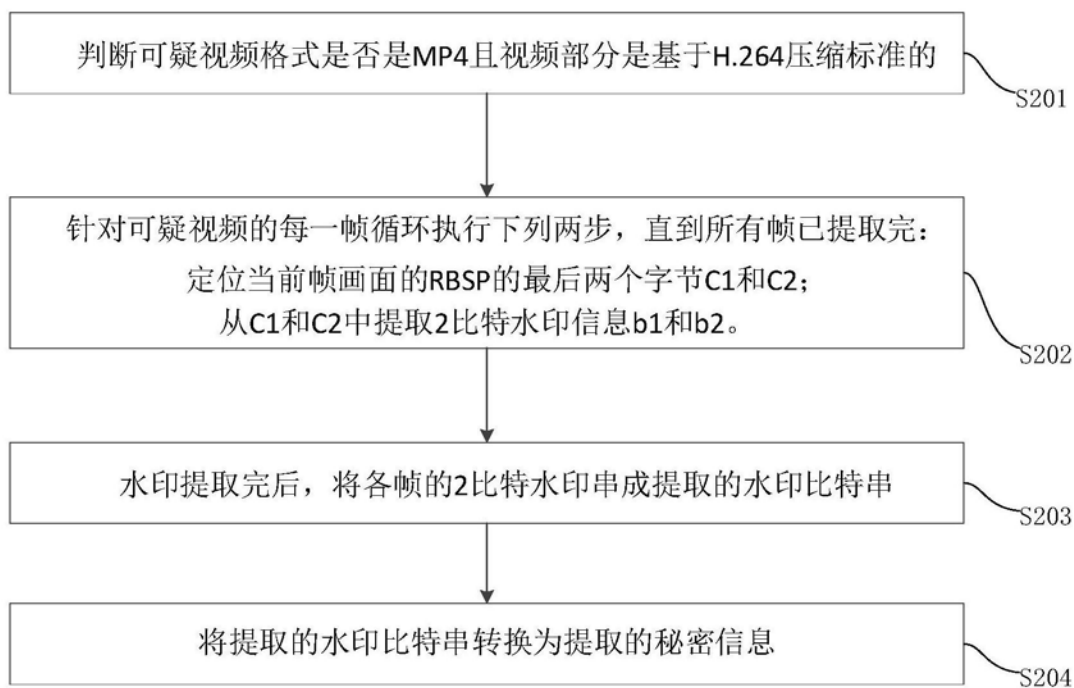 判断可疑视频格式是否是MP4且视频部分是基于H.264压缩标准的
S201
针对可疑视频的每一帧循环执行下列两步，直到所有帧已提取完：
定位当前帧画面的RBSP的最后两个字节C1和C2；
从C1和C2中提取2比特水印信息b1和b2。
S202
水印提取完后，将各帧的2比特水印串成提取的水印比特串
S203
将提取的水印比特串转换为提取的秘密信息
S204